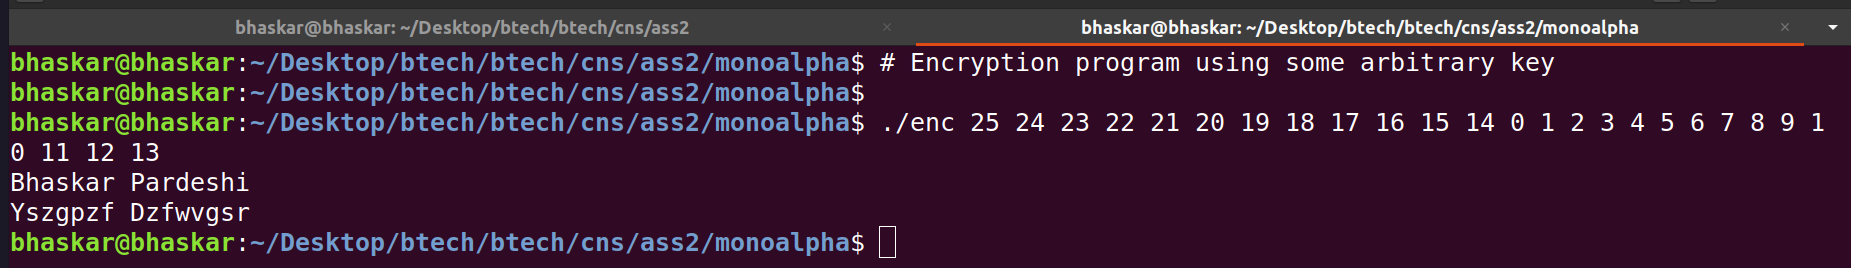 bhaskar@bhaskar: ~/Desktop/btech/btech/cns/ass2 × bhaskar@bhaskar: ~/Desktop/btech/btech/cns/ass2/monoalpha ×
bhaskar@bhaskar:~/Desktop/btech/btech/cns/ass2/monoalpha$ # Encryption program using some arbitrary key
bhaskar@bhaskar:~/Desktop/btech/btech/cns/ass2/monoalpha$
bhaskar@bhaskar:~/Desktop/btech/btech/cns/ass2/monoalpha$ ./enc 25 24 23 22 21 20 19 18 17 16 15 14 0 1 2 3 4 5 6 7 8 9 1
0 11 12 13
Bhaskar Pardeshi
Yszgpzf Dzfwvgsr
bhaskar@bhaskar:~/Desktop/btech/btech/cns/ass2/monoalpha$